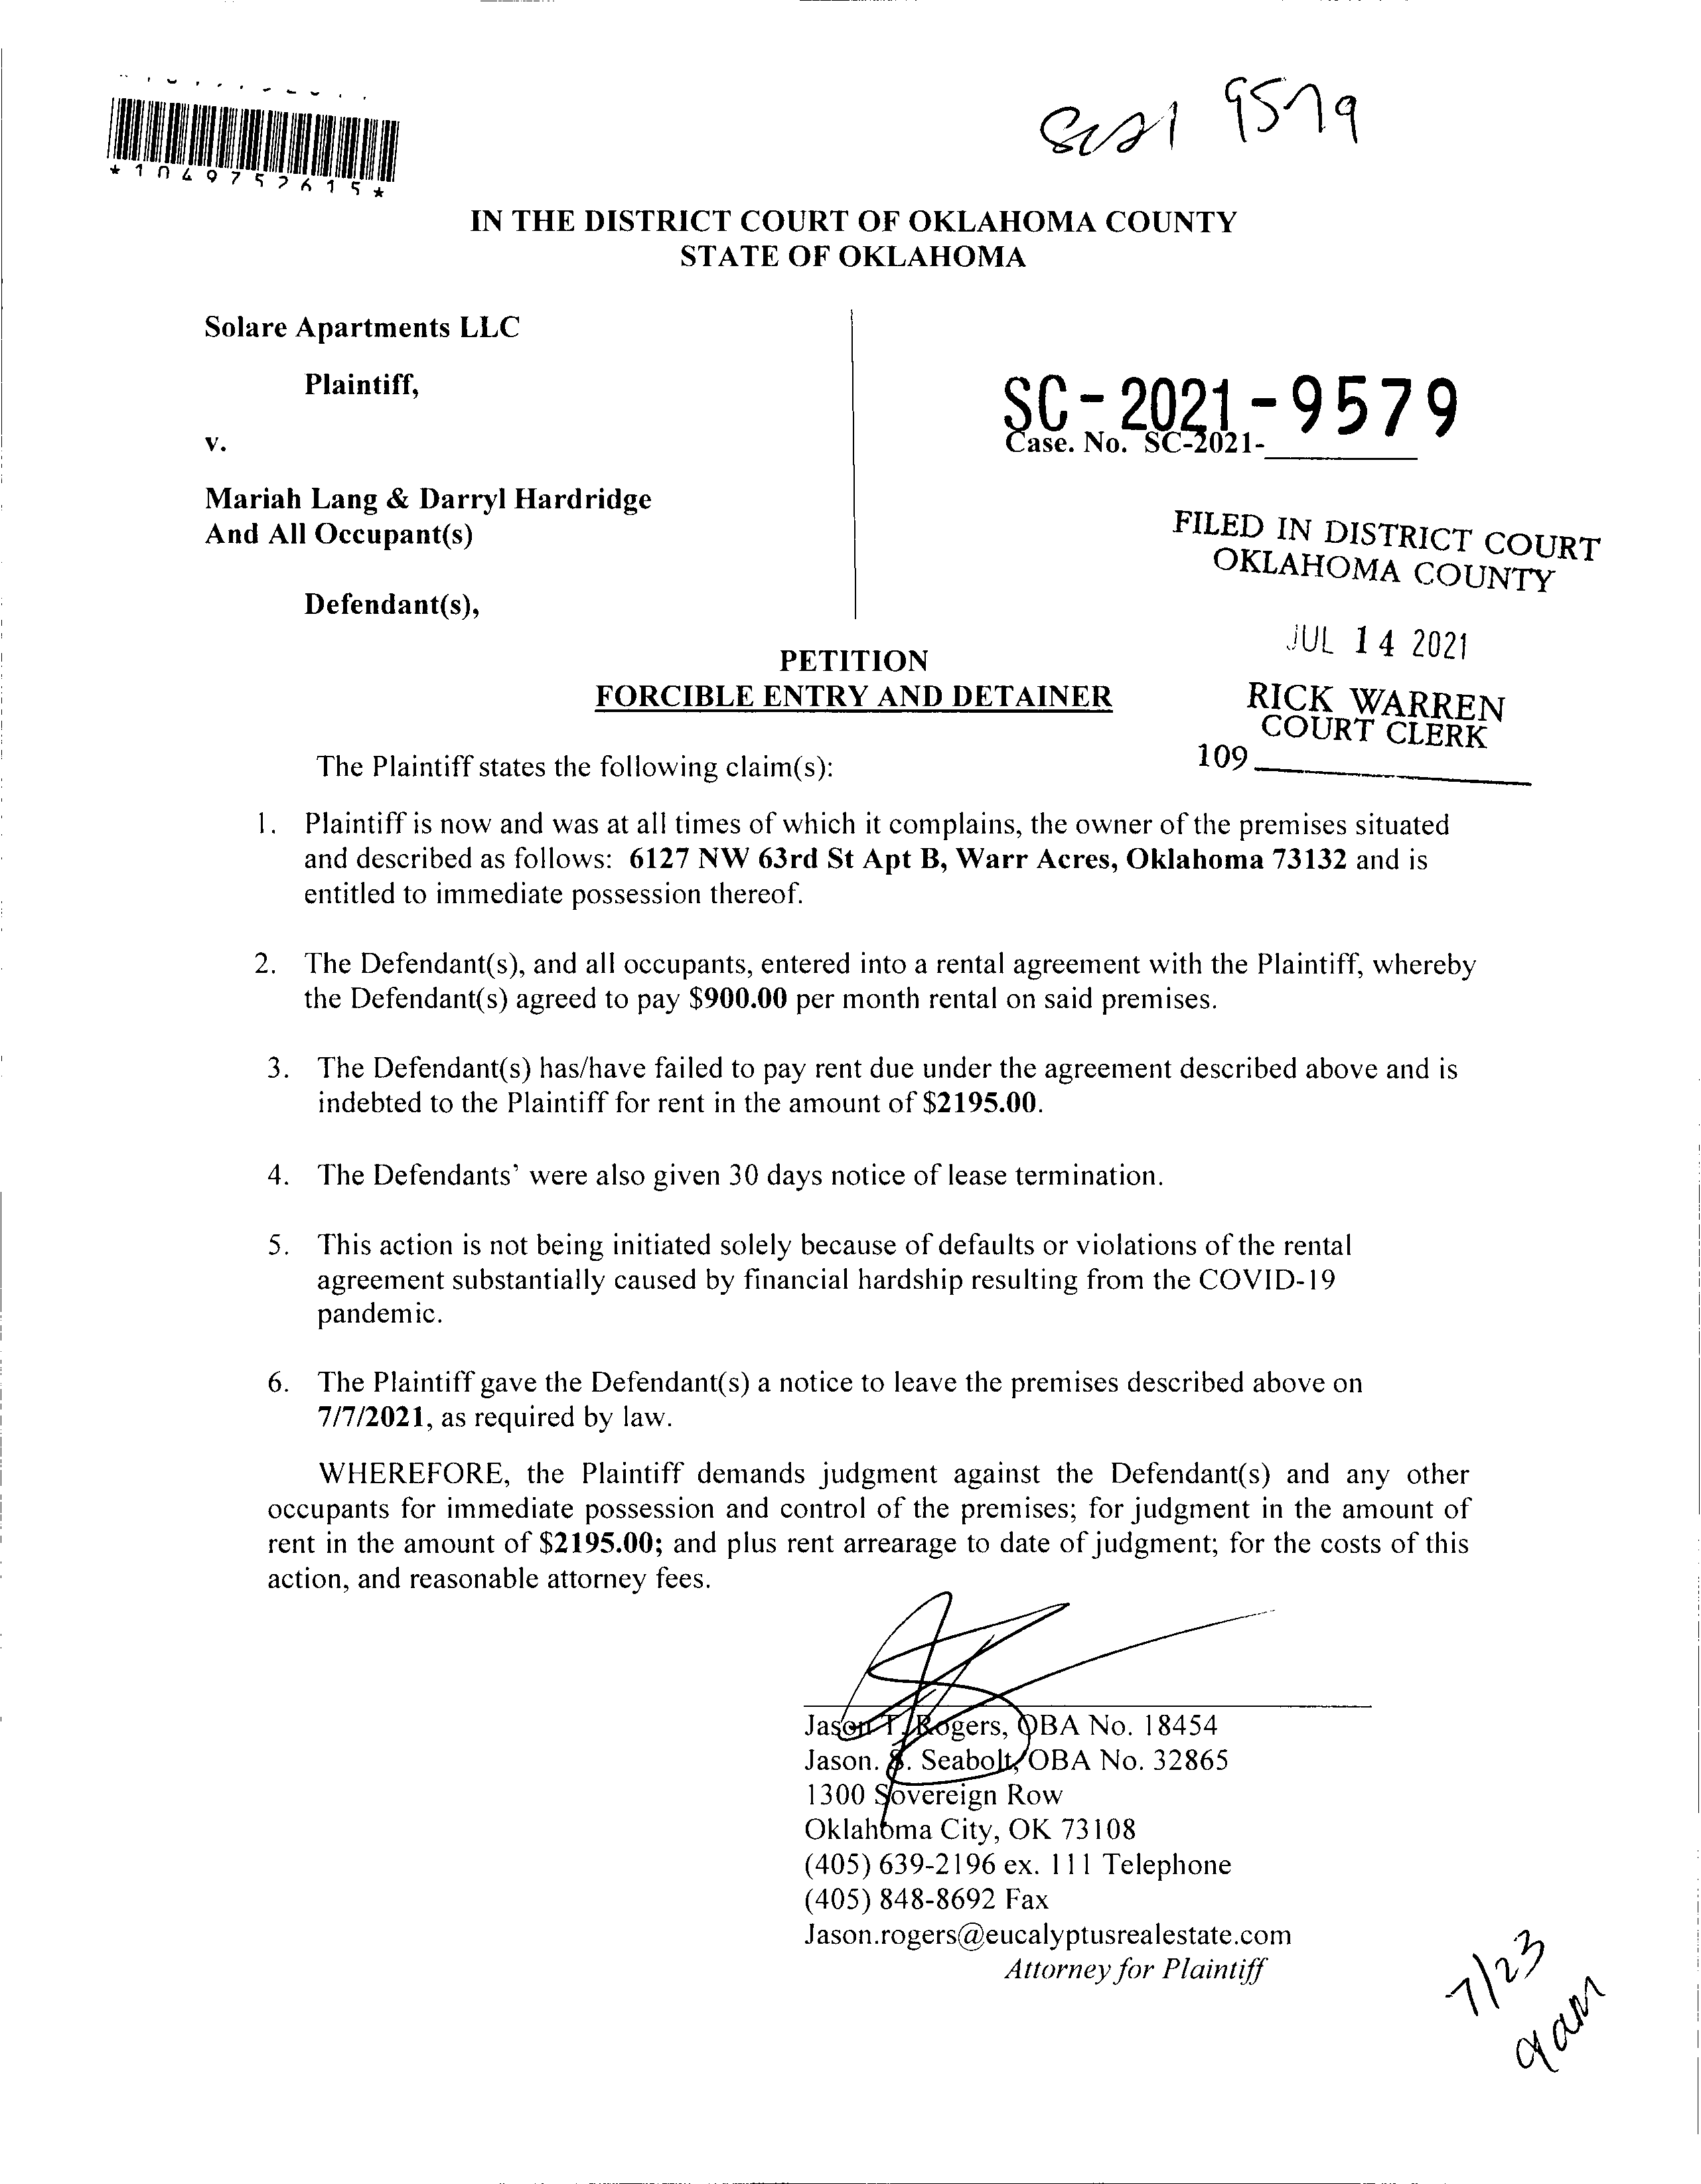 SC21 9579
*1049752615*
IN THE DISTRICT COURT OF OKLAHOMA COUNTY
STATE OF OKLAHOMA
Solare Apartments LLC
Plaintiff,
v.
Mariah Lang & Darryl Hardridge
And All Occupant(s)
Defendant(s),
SC-2021-9579
Case. No. SC-2021-
FILED IN DISTRICT COURT
OKLAHOMA COUNTY
JUL 14 2021
RICK WARREN
COURT CLERK
109
PETITION
FORCIBLE ENTRY AND DETAINER
The Plaintiff states the following claim(s):
1. Plaintiff is now and was at all times of which it complains, the owner of the premises situated
and described as follows: 6127 NW 63rd St Apt B, Warr Acres, Oklahoma 73132 and is
entitled to immediate possession thereof.
2. The Defendant(s), and all occupants, entered into a rental agreement with the Plaintiff, whereby
the Defendant(s) agreed to pay $900.00 per month rental on said premises.
3. The Defendant(s) has/have failed to pay rent due under the agreement described above and is
indebted to the Plaintiff for rent in the amount of $2195.00.
4. The Defendants' were also given 30 days notice of lease termination.
5. This action is not being initiated solely because of defaults or violations of the rental
agreement substantially caused by financial hardship resulting from the COVID-19
pandemic.
6. The Plaintiff gave the Defendant(s) a notice to leave the premises described above on
7/7/2021, as required by law.
WHEREFORE, the Plaintiff demands judgment against the Defendant(s) and any other
occupants for immediate possession and control of the premises; for judgment in the amount of
rent in the amount of $2195.00; and plus rent arrearage to date of judgment; for the costs of this
action, and reasonable attorney fees.
Jason T. Rogers, OBA No. 18454
Jason. S. Seabolt, OBA No. 32865
1300 Sovereign Row
Oklahoma City, OK 73108
(405) 639-2196 ex. 111 Telephone
(405) 848-8692 Fax
Jason.rogers@eucalyptusrealestate.com
Attorney for Plaintiff
7/23
9am